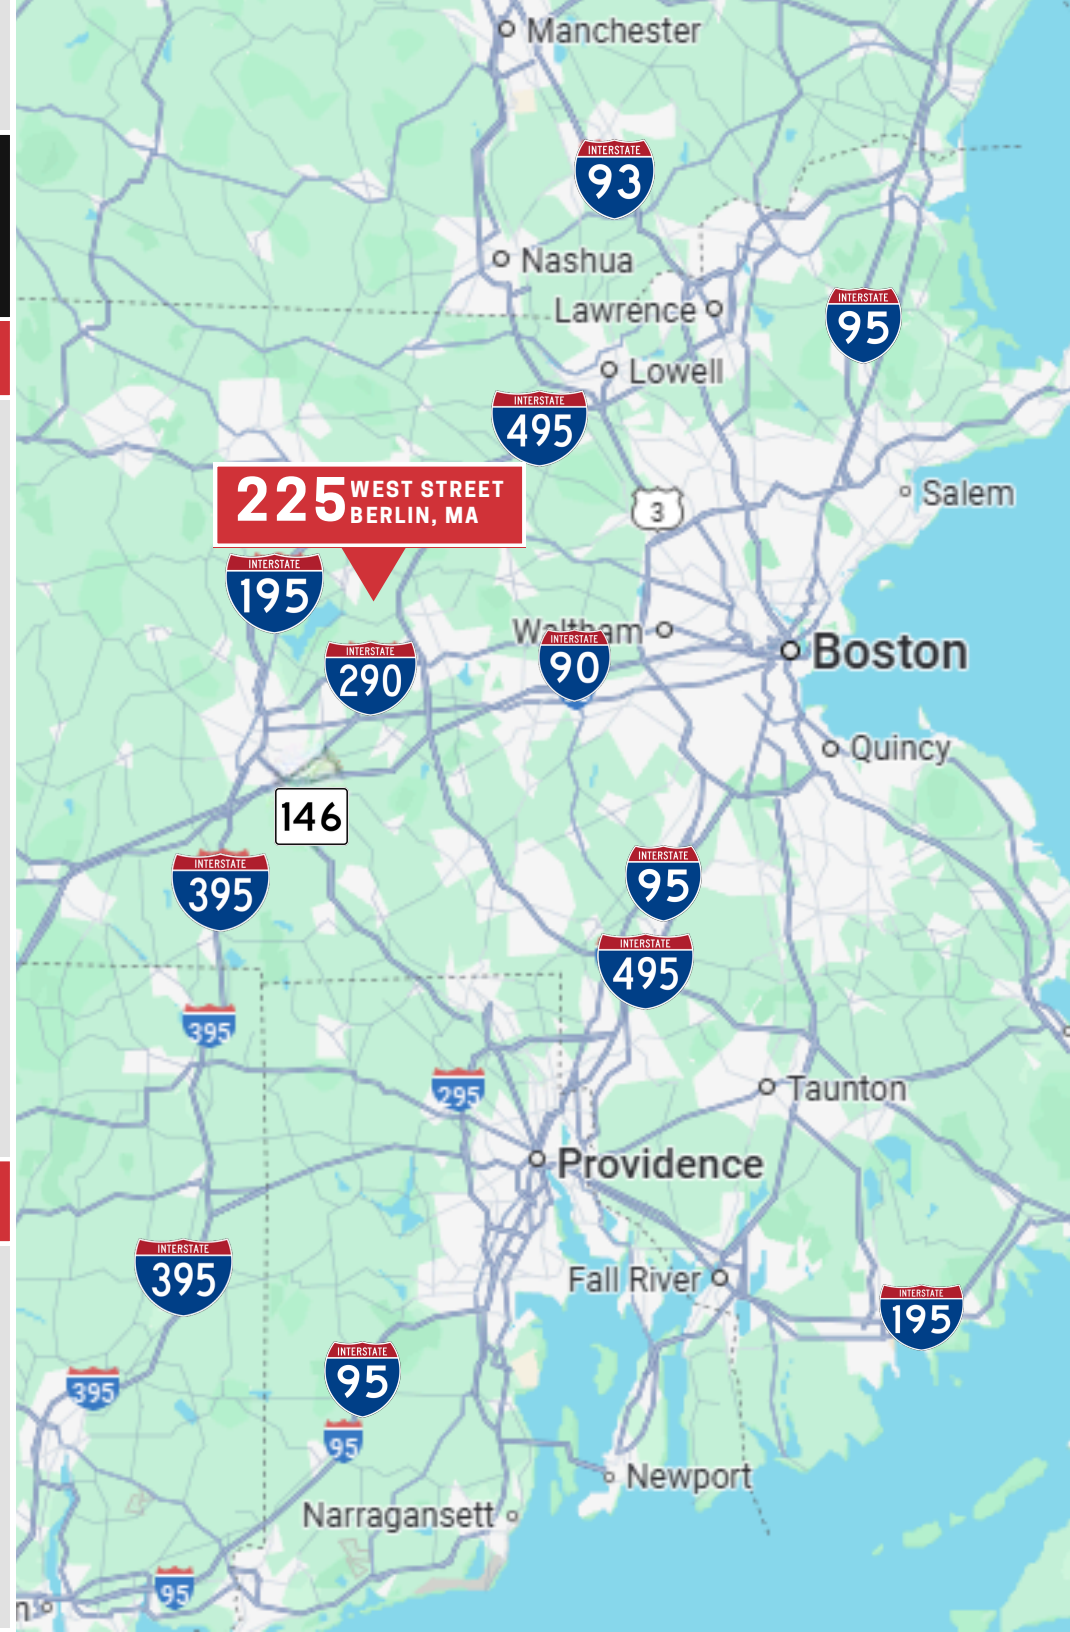 Manchester
INTERSTATE
93
Nashua
INTERSTATE
95
Lawrence
Lowell
INTERSTATE
495
225 WEST STREET
BERLIN, MA
Salem
3
INTERSTATE
195
Waltham
INTERSTATE
90
Boston
INTERSTATE
290
Quincy
146
INTERSTATE
395
INTERSTATE
95
INTERSTATE
495
395
295
Taunton
Providence
INTERSTATE
395
Fall River
INTERSTATE
195
INTERSTATE
95
395
95
Newport
Narragansett
95
n